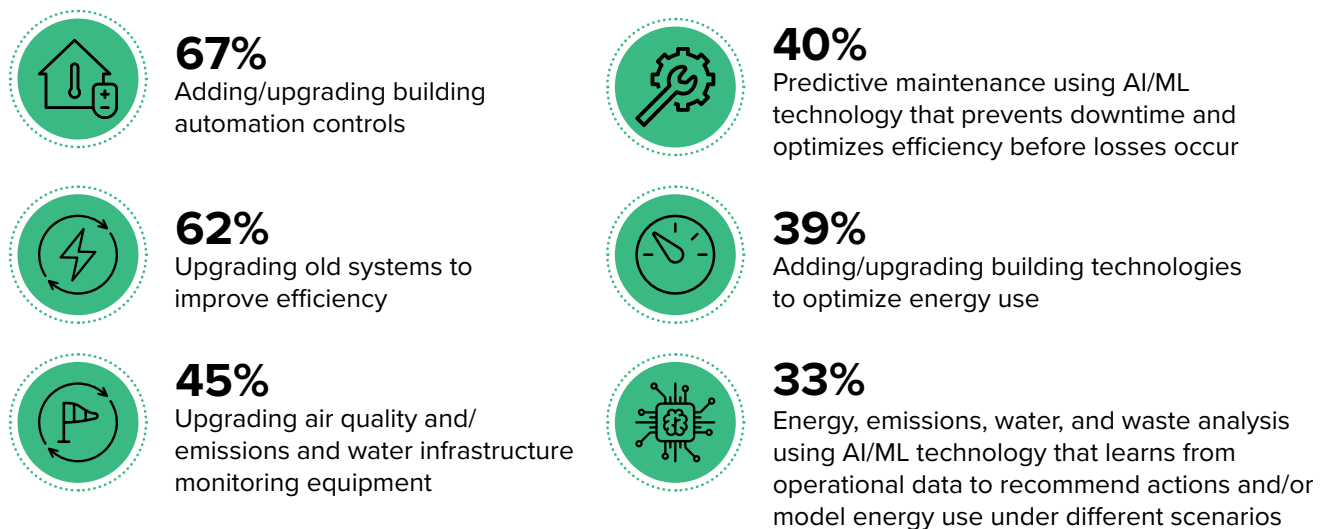 67%
Adding/upgrading building
automation controls
62%
Upgrading old systems to
improve efficiency
45%
Upgrading air quality and/
emissions and water infrastructure
monitoring equipment
40%
Predictive maintenance using AI/ML
technology that prevents downtime and
optimizes efficiency before losses occur
39%
Adding/upgrading building technologies
to optimize energy use
33%
Energy, emissions, water, and waste analysis
using AI/ML technology that learns from
operational data to recommend actions and/or
model energy use under different scenarios